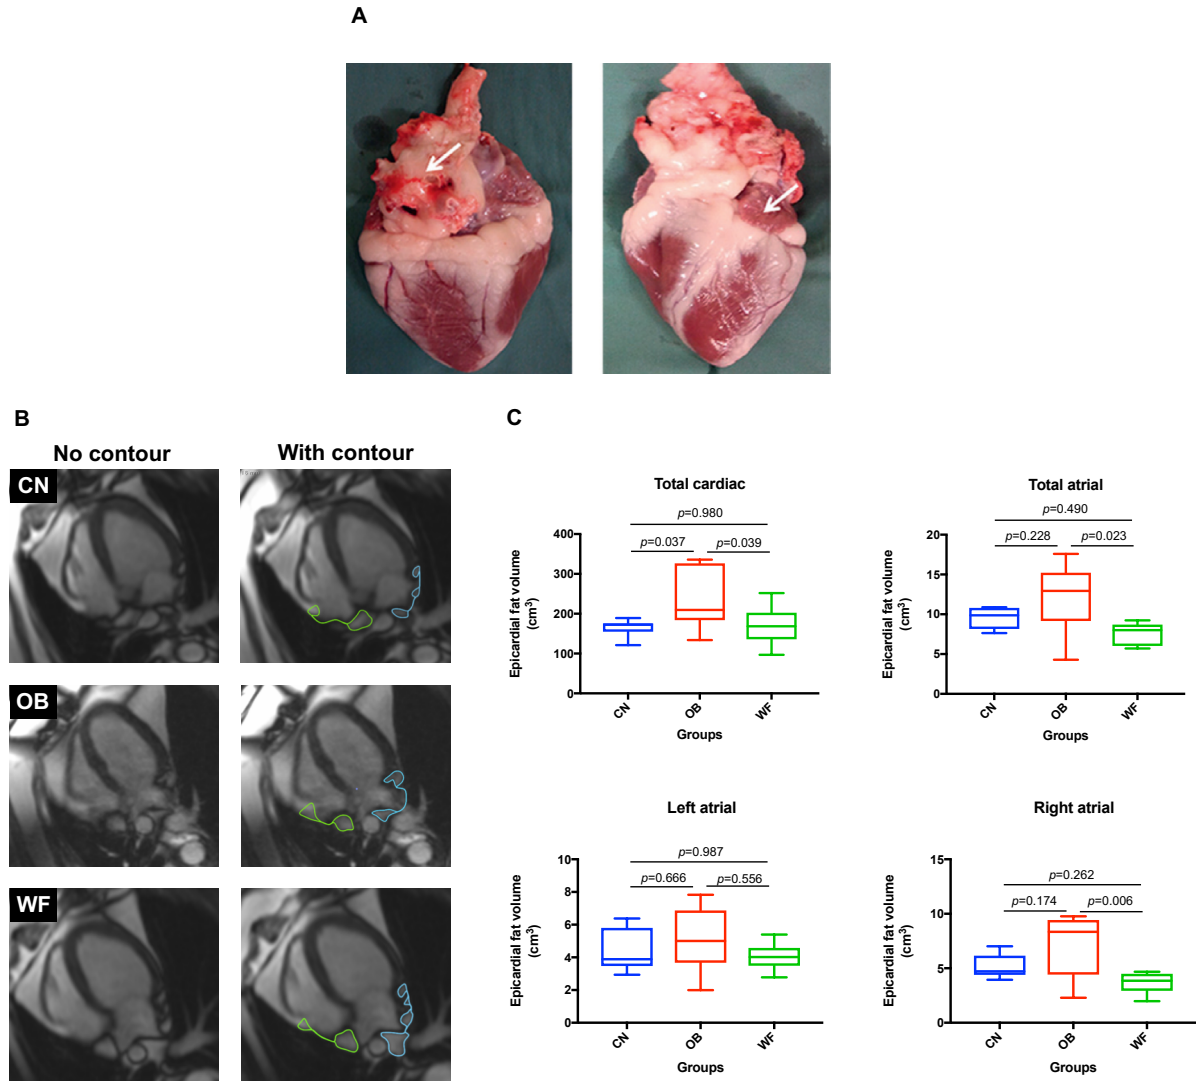 A
B
No contour
With contour
CN
OB
WF
C
Total cardiac
p=0.980
p=0.037
p=0.039
400
300
200
100
0
Epicardial fat volume
(cm³)
CN
OB
WF
Groups
Total atrial
p=0.490
p=0.228
p=0.023
20
15
10
5
0
Epicardial fat volume
(cm³)
CN
OB
WF
Groups
Left atrial
p=0.987
p=0.666
p=0.556
10
8
6
4
2
0
Epicardial fat volume
(cm³)
CN
OB
WF
Groups
Right atrial
p=0.262
p=0.174
p=0.006
15
10
5
0
Epicardial fat volume
(cm³)
CN
OB
WF
Groups